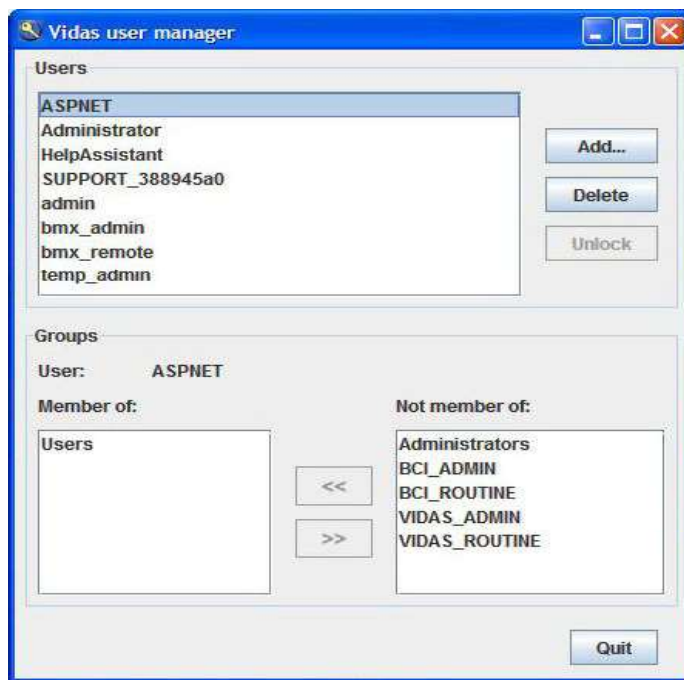 Vidas user manager
Users
ASPNET
Administrator
HelpAssistant
SUPPORT_388945a0
admin
bmx_admin
bmx_remote
temp_admin
Add...
Delete
Unlock
Groups
User: ASPNET
Member of:
Users
<<
>>
Not member of:
Administrators
BCI_ADMIN
BCI_ROUTINE
VIDAS_ADMIN
VIDAS_ROUTINE
Quit